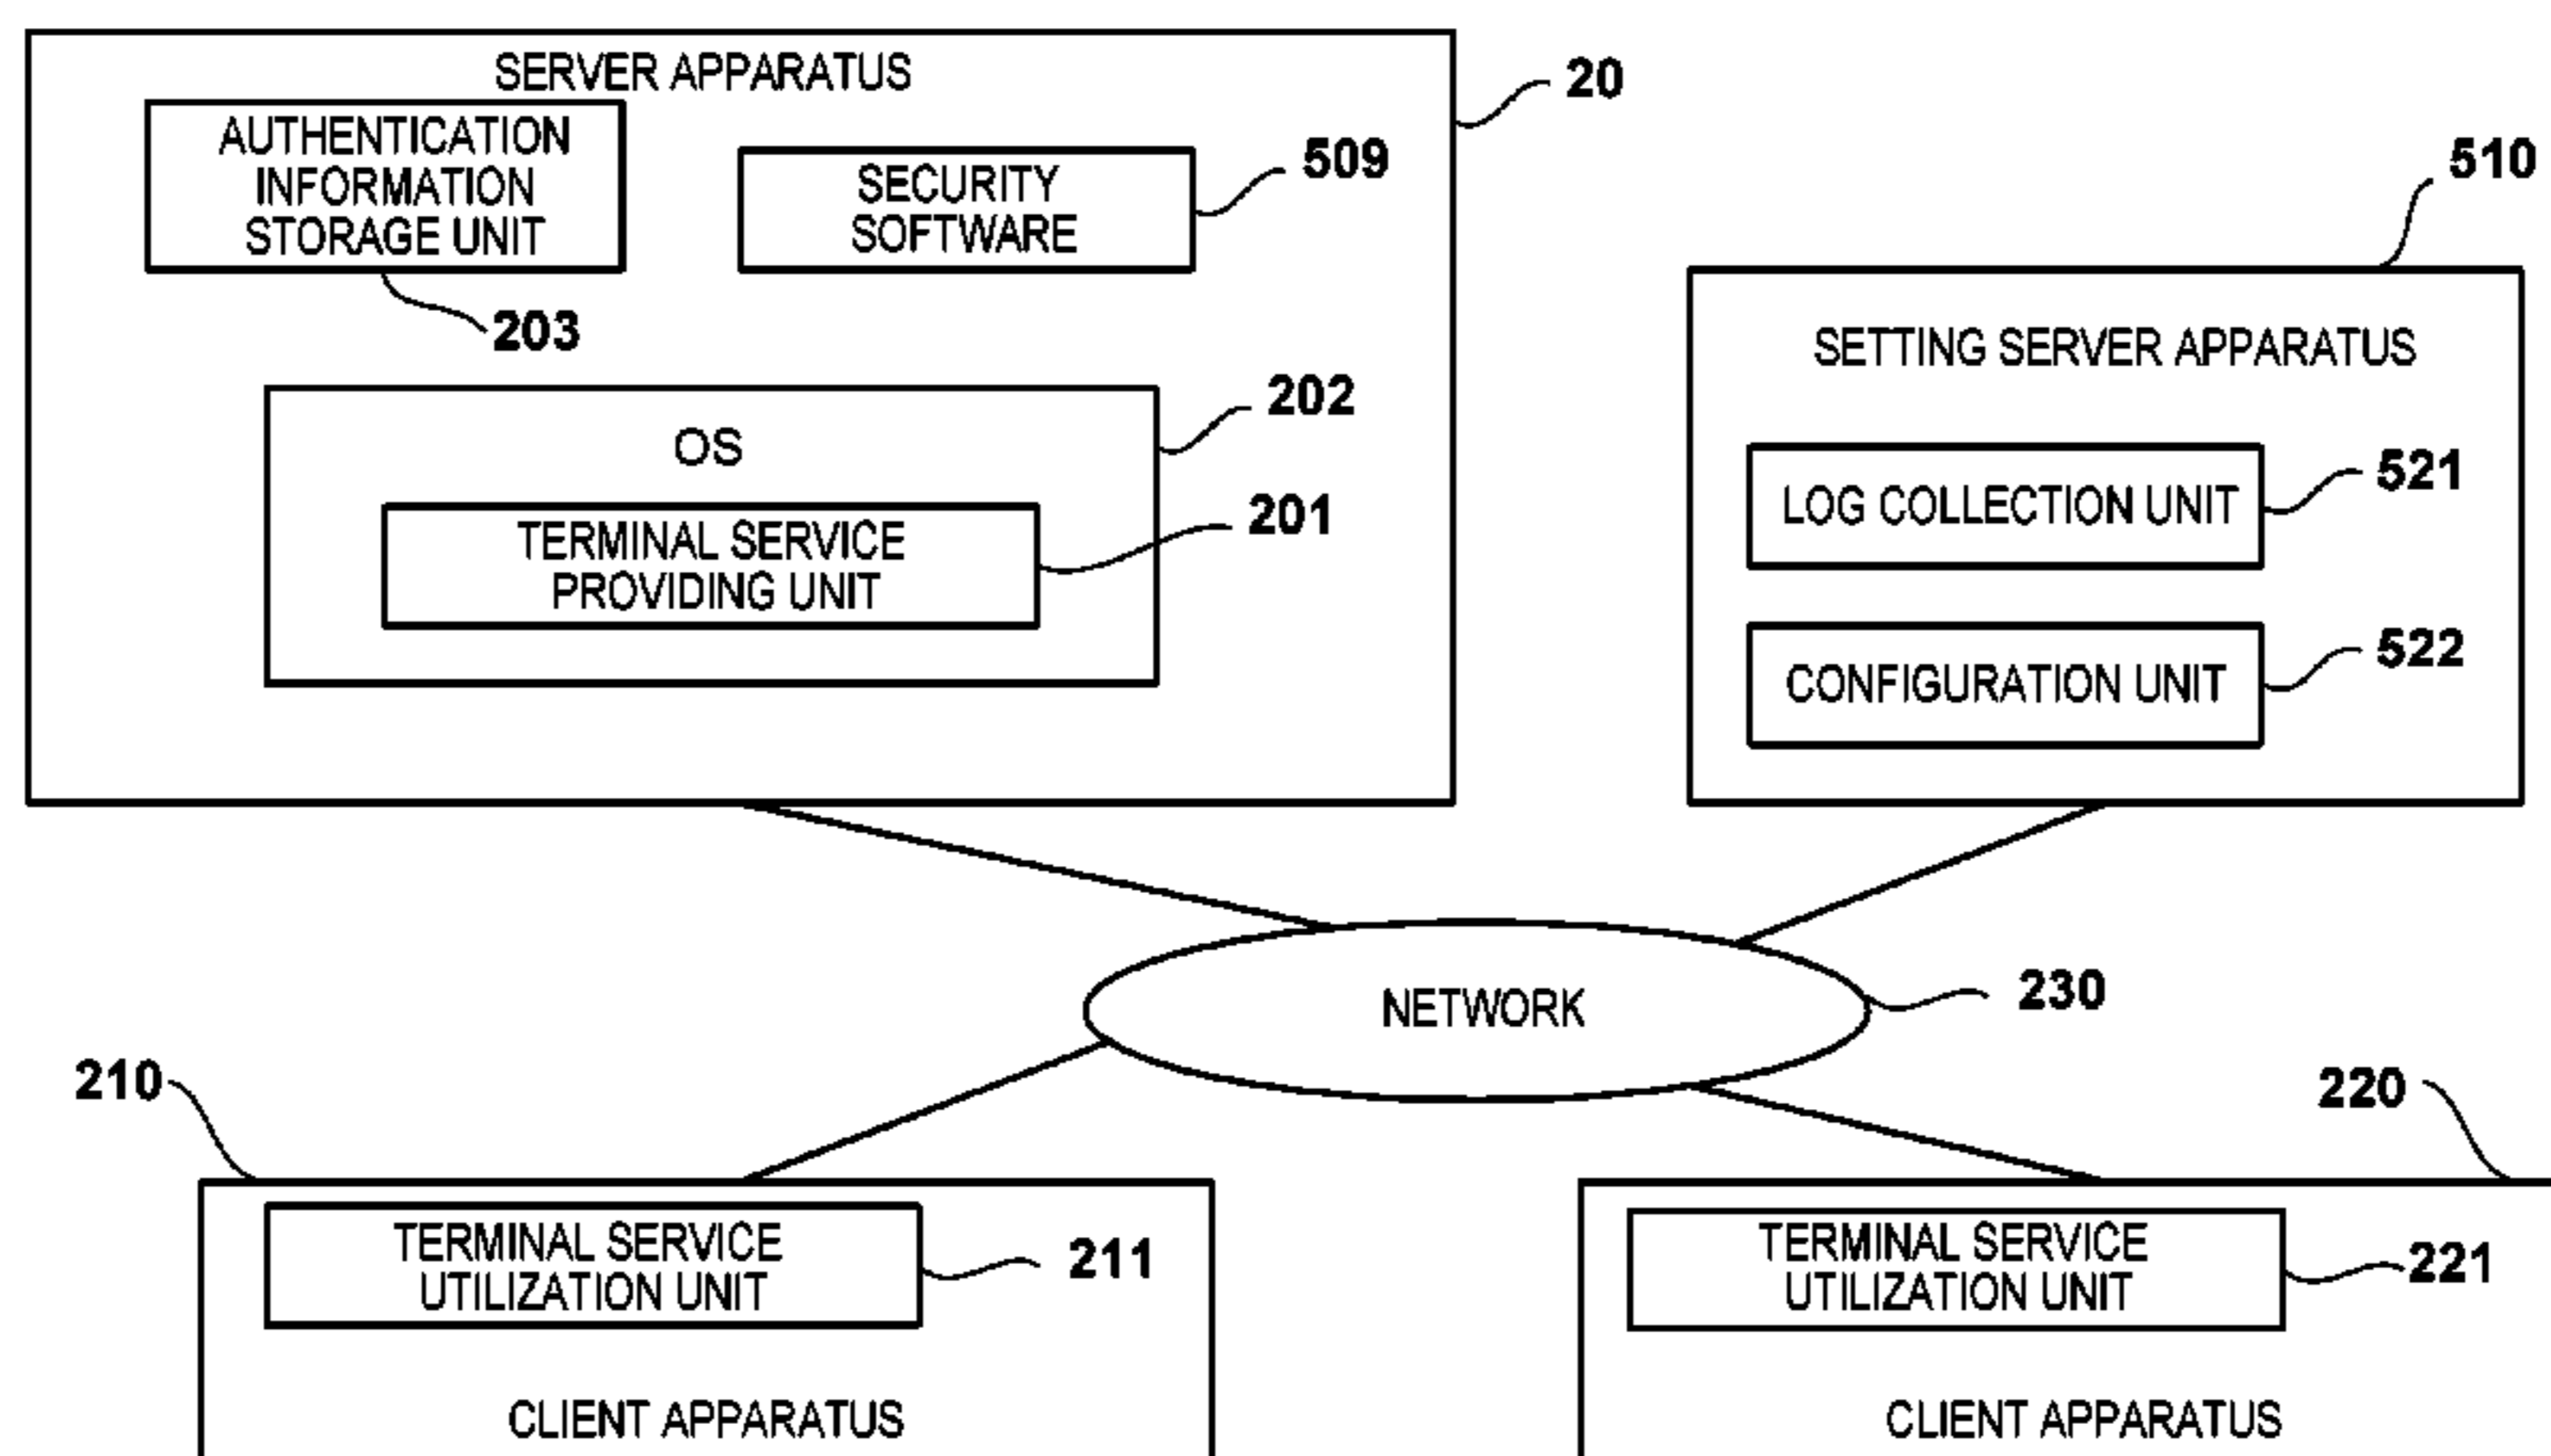 SERVER APPARATUS
20
AUTHENTICATION
INFORMATION
STORAGE UNIT
203
SECURITY
SOFTWARE
509
OS
202
TERMINAL SERVICE
PROVIDING UNIT
201
510
SETTING SERVER APPARATUS
LOG COLLECTION UNIT
521
CONFIGURATION UNIT
522
NETWORK
230
210
TERMINAL SERVICE
UTILIZATION UNIT
211
CLIENT APPARATUS
220
TERMINAL SERVICE
UTILIZATION UNIT
221
CLIENT APPARATUS